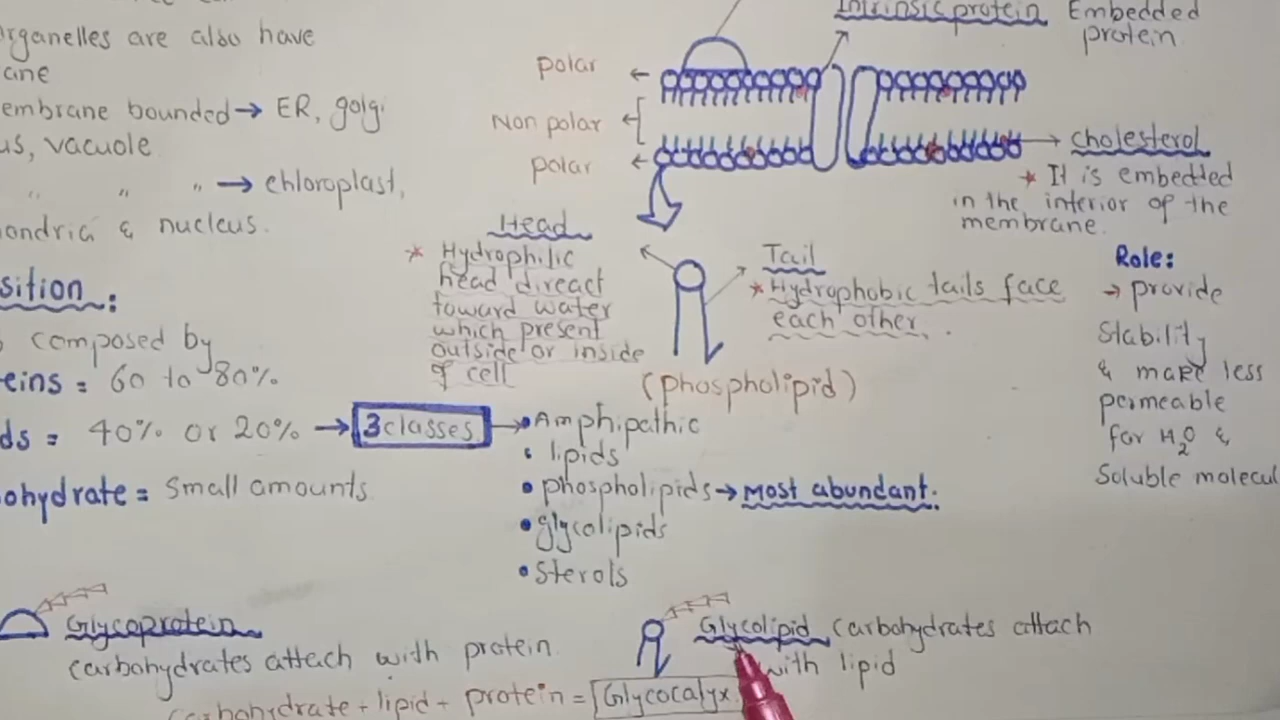 organelles are also have
ane
embrane bounded → ER, golgi
us, vacuole
" " " → chloroplast,
ondria & nucleus.
sition :
composed by
eins = 60 to 80%
ds = 40% or 20% → 3 classes →
• Amphipathic
• lipids
• phospholipids → Most abundant.
• glycolipids
• Sterols
ohydrate = small amounts
Intrinsic protein Embedded
protein
polar
Non polar
polar
cholesterol
* It is embedded
in the interior of the
membrane.
Head
* Hydrophilic
head direact
toward water
which present
outside or inside
of cell
Tail
* Hydrophobic tails face
each other.
(phospholipid)
Role:
→ provide
Stability
& make less
permeable
for H₂O &
Soluble molecul
Glycoprotein
carbohydrates attach with protein
Glycolipid carbohydrates attach
with lipid
carbohydrate + lipid + protein = Glycocalyx